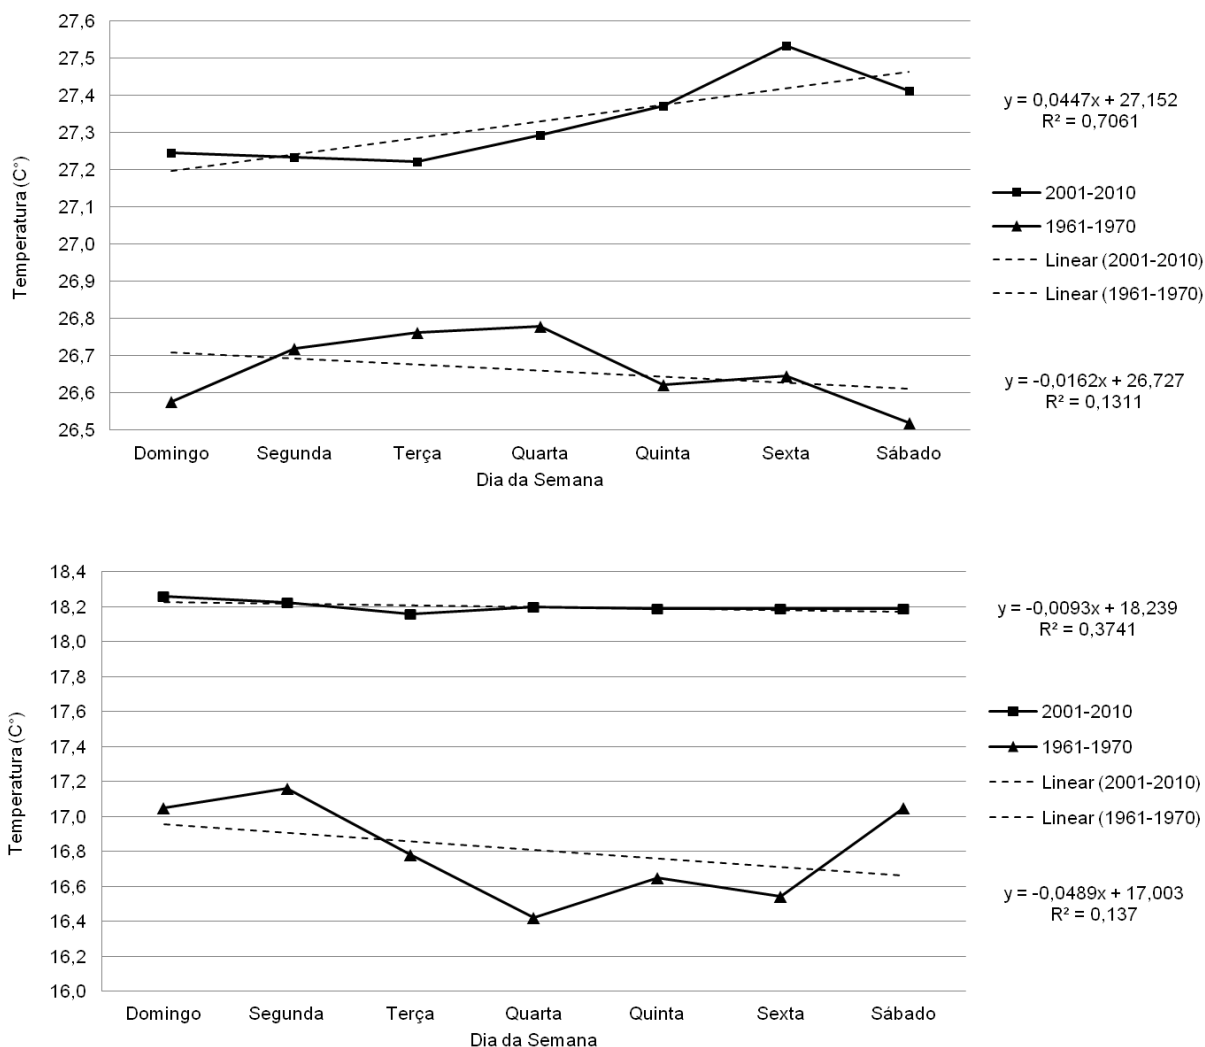 27,6
27,5
27,4
27,3
27,2
27,1
27,0
26,9
26,8
26,7
26,6
26,5
Temperatura (C°)
Domingo Segunda Terça Quarta Quinta Sexta Sábado
Dia da Semana
y = 0,0447x + 27,152
R² = 0,7061
2001-2010
1961-1970
Linear (2001-2010)
Linear (1961-1970)
y = -0,0162x + 26,727
R² = 0,1311
18,4
18,2
18,0
17,8
17,6
17,4
17,2
17,0
16,8
16,6
16,4
16,2
16,0
Temperatura (C°)
Domingo Segunda Terça Quarta Quinta Sexta Sábado
Dia da Semana
y = -0,0093x + 18,239
R² = 0,3741
2001-2010
1961-1970
Linear (2001-2010)
Linear (1961-1970)
y = -0,0489x + 17,003
R² = 0,137